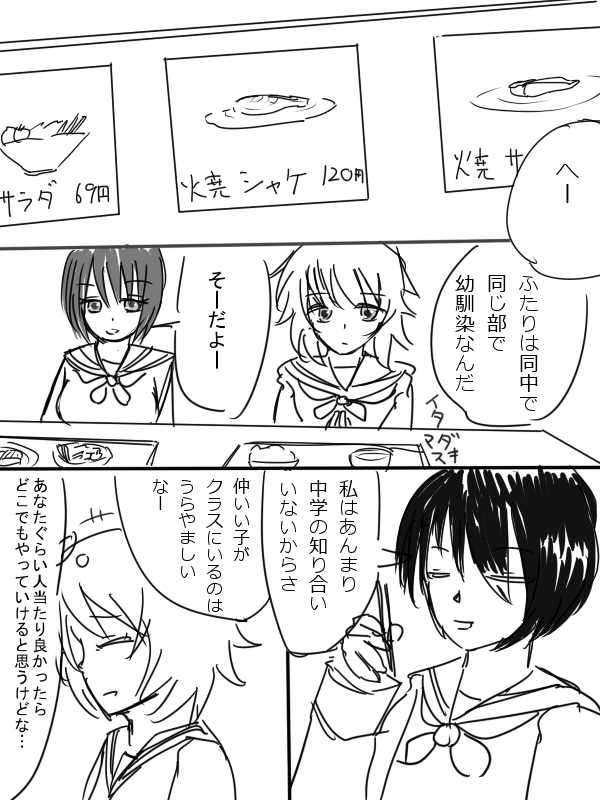 へー
焼 サ
焼 シャケ 120円
サラダ 69円
ふたりは同中で
同じ部で
幼馴染なんだ
そーだよー
イタ
マダ
スキ
私はあんまり
中学の知り合い
いないからさ
仲いい子が
クラスにいるのは
うらやましい
なー
あなたぐらい人当たり良かったら
どこでもやっていけると思うけどな…